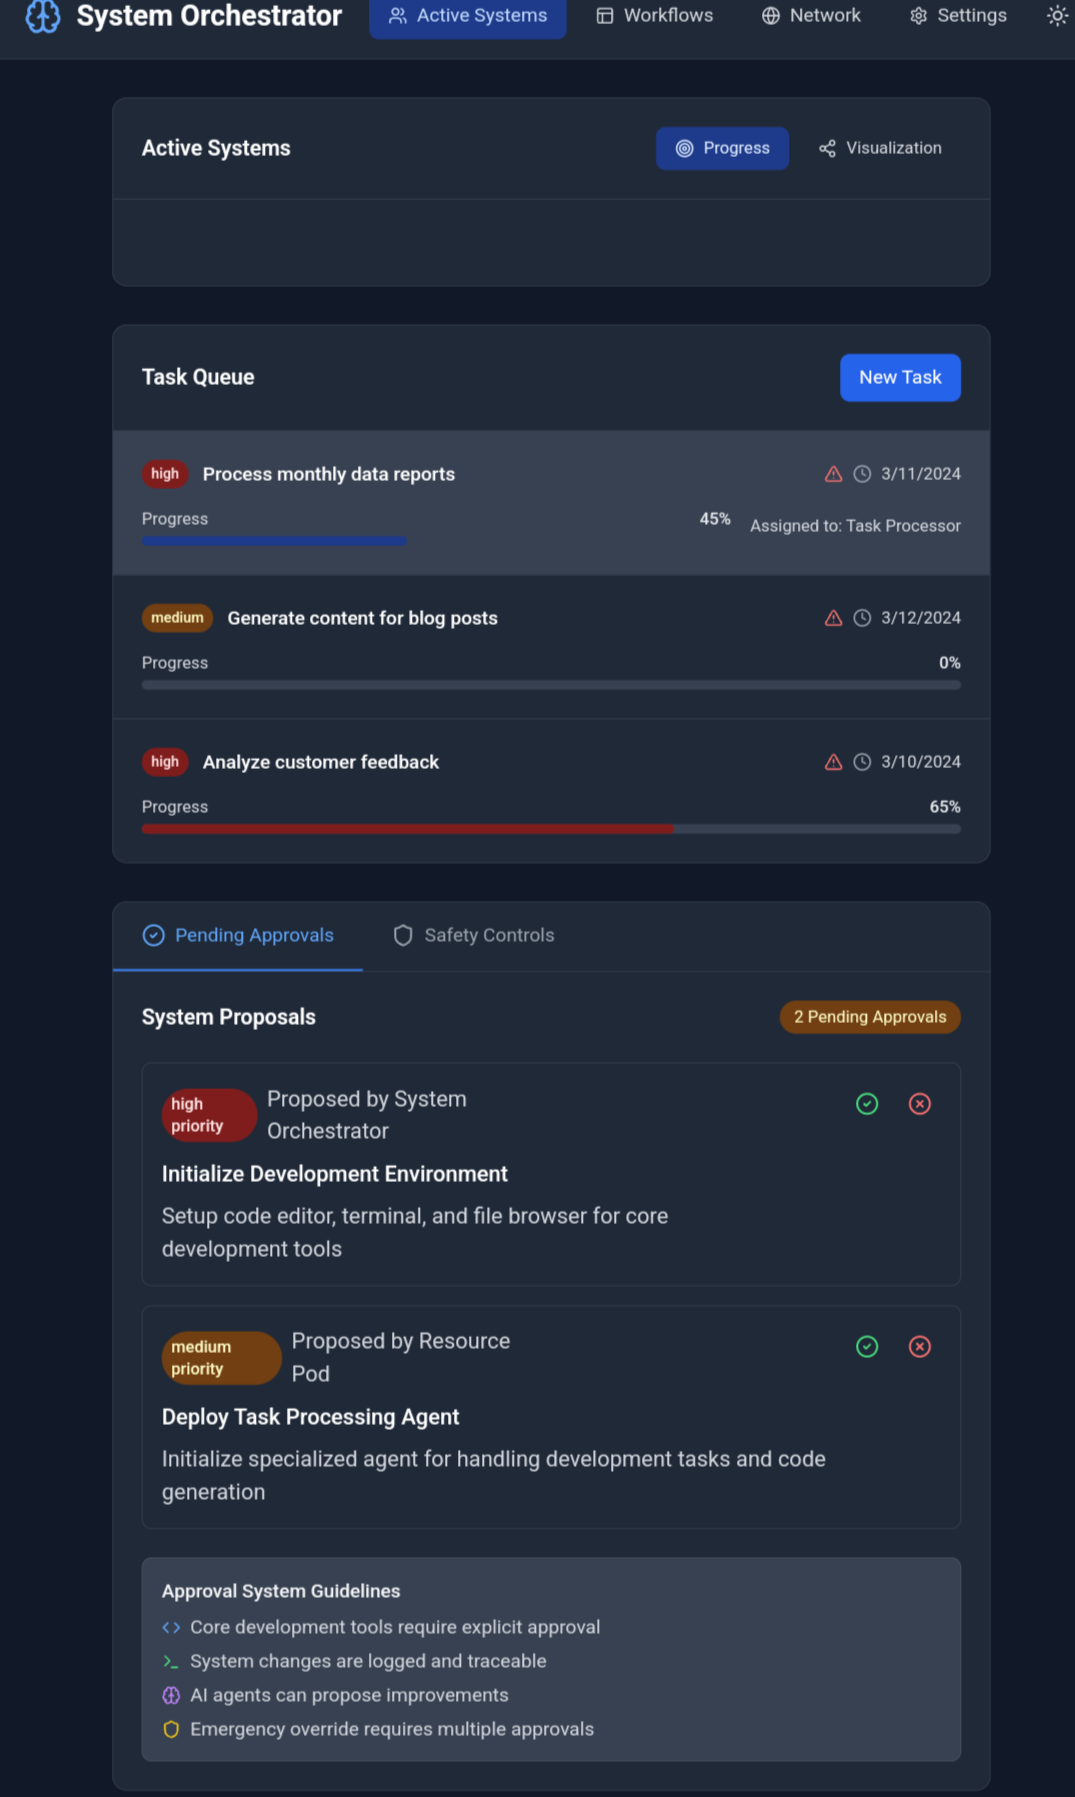 System Orchestrator
Active Systems
Workflows
Network
Settings
Active Systems
Progress
Visualization
Task Queue
New Task
high
Process monthly data reports
3/11/2024
Progress
45%
Assigned to: Task Processor
medium
Generate content for blog posts
3/12/2024
Progress
0%
high
Analyze customer feedback
3/10/2024
Progress
65%
Pending Approvals
Safety Controls
System Proposals
2 Pending Approvals
high
priority
Proposed by System
Orchestrator
Initialize Development Environment
Setup code editor, terminal, and file browser for core
development tools
medium
priority
Proposed by Resource
Pod
Deploy Task Processing Agent
Initialize specialized agent for handling development tasks and code
generation
Approval System Guidelines
Core development tools require explicit approval
System changes are logged and traceable
AI agents can propose improvements
Emergency override requires multiple approvals